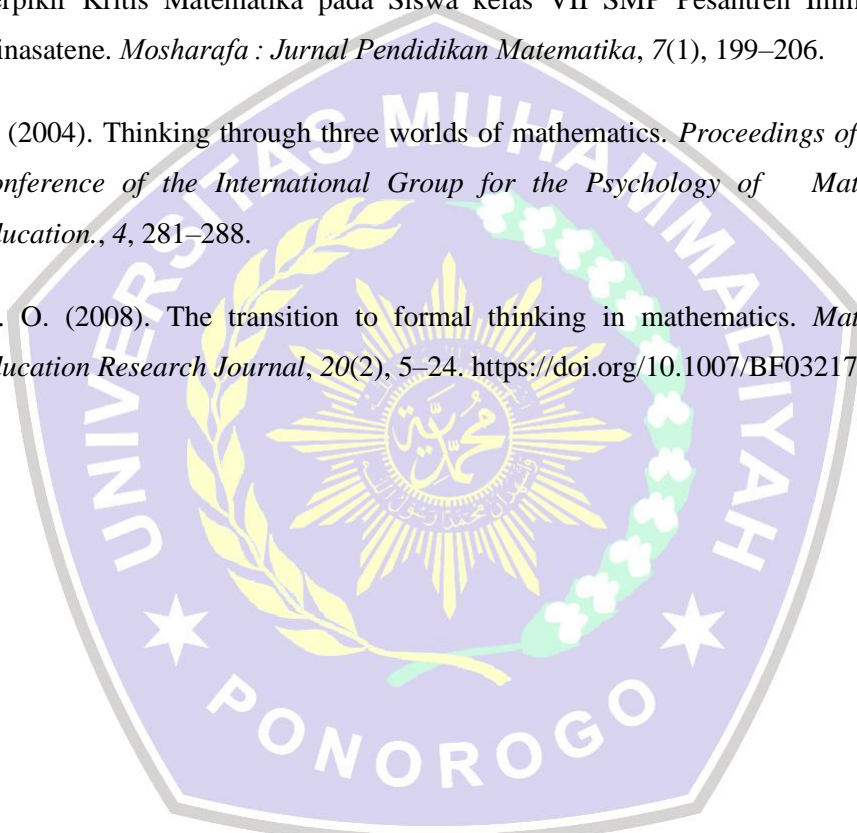 erpikir Kritis Matematika pada Siswa kelas VII SMP Pesantren Imm
inasatene. Mosharafa : Jurnal Pendidikan Matematika, 7(1), 199–206.
(2004). Thinking through three worlds of mathematics. Proceedings of
onference of the International Group for the Psychology of Mat
ducation., 4, 281–288.
. O. (2008). The transition to formal thinking in mathematics. Mat
ducation Research Journal, 20(2), 5–24. https://doi.org/10.1007/BF03217
UNIVERSITAS MUHAMMADIYAH
PONOROGO
محمدية